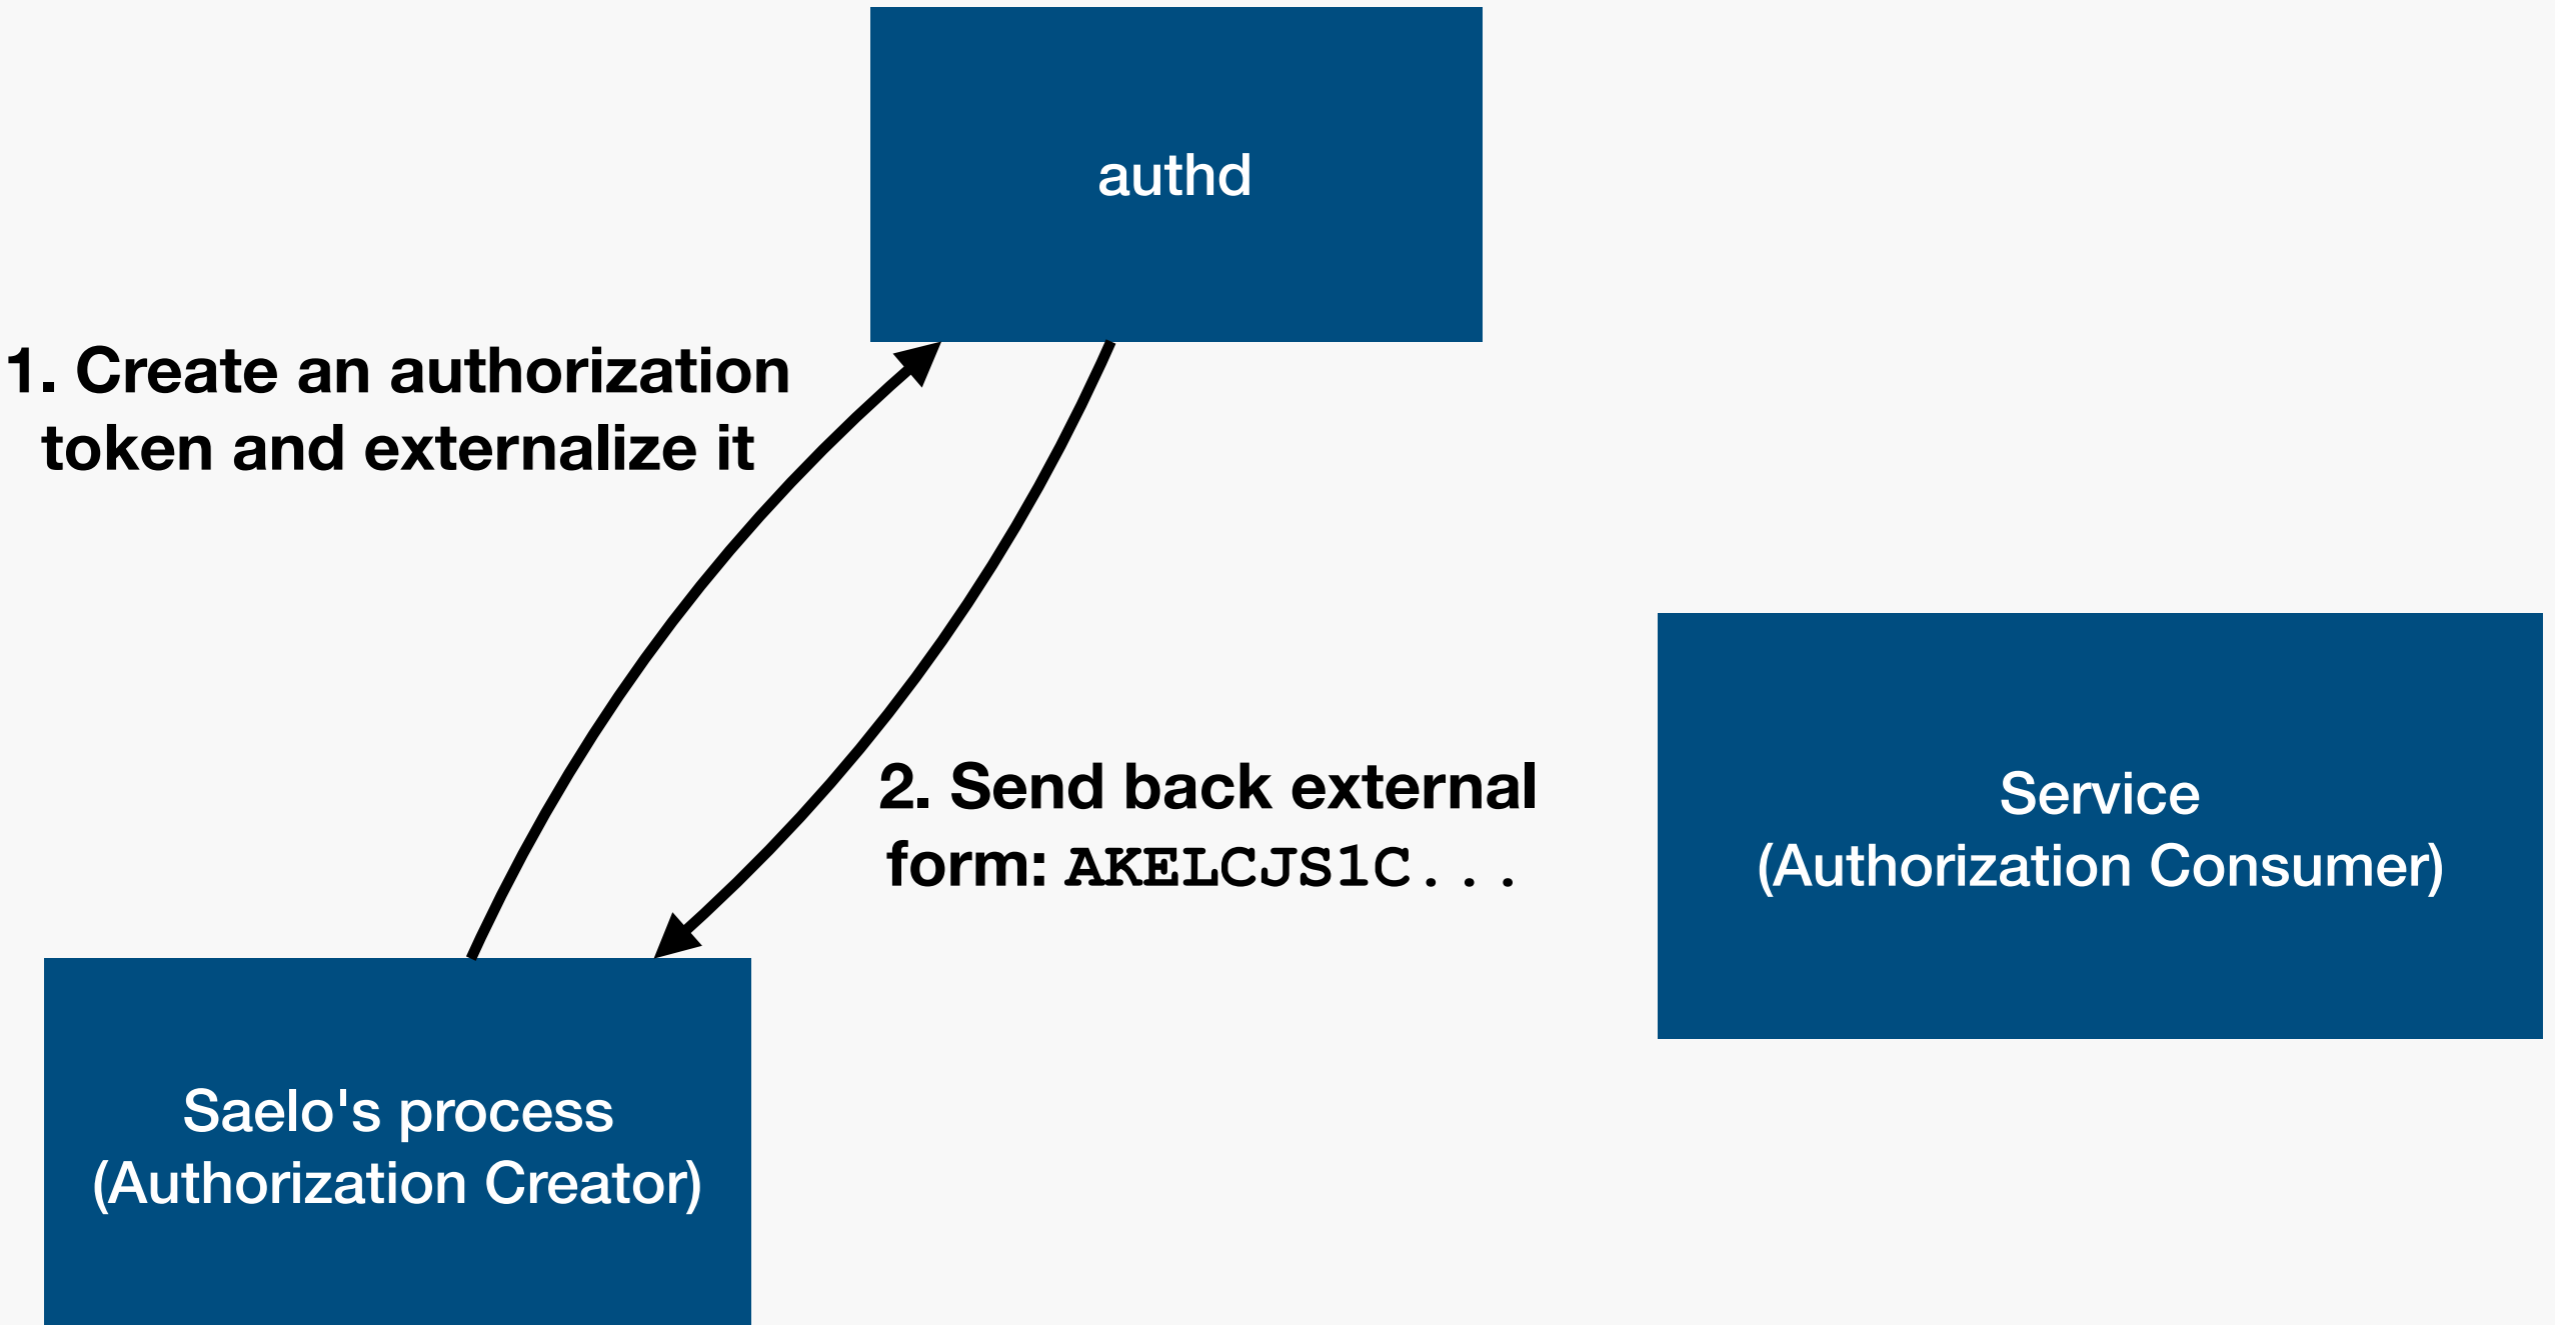 authd
1. Create an authorization
token and externalize it
2. Send back external
form: AKELCJS1C...
Service
(Authorization Consumer)
Saelo's process
(Authorization Creator)